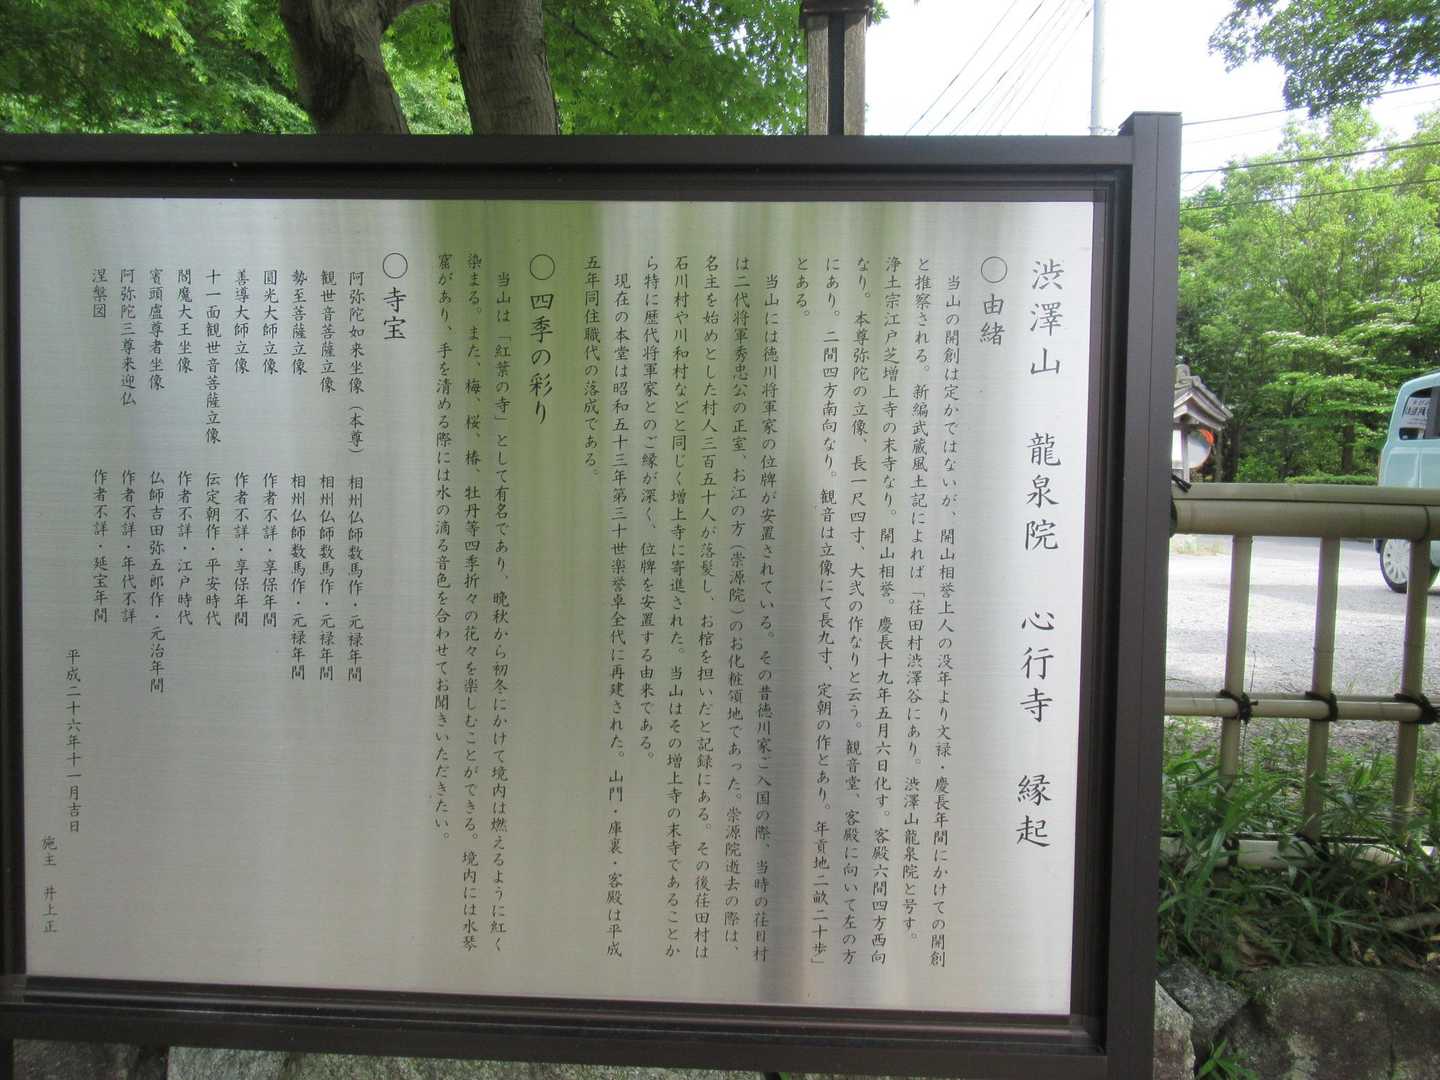 渋澤山　龍泉院　心行寺　縁起
〇由緒
当山の開創は定かではないが、開山相誉上人の没年より文禄・慶長年間にかけての開創
と推察される。新編武蔵風土記によれば「荏田村渋澤谷にあり。渋澤山龍泉院と号す。
浄土宗江戸芝増上寺の末寺なり。開山相誉。慶長十九年五月六日化す。客殿六間四方西向
なり。本尊弥陀の立像、長一尺四寸、大弐の作なりと云う。観音堂、客殿に向いて左の方
にあり。二間四方南向なり。観音は立像にて長九寸、定朝の作とあり。年貢地二畝二十歩」
とある。
当山には徳川将軍家の位牌が安置されている。その昔徳川家ご入国の際、当時の荏田村
は二代将軍秀忠公の正室、お江の方（崇源院）のお化粧領地であった。崇源院逝去の際は、
名主を始めとした村人三百五十人が落髪し、お棺を担いだと記録にある。その後荏田村は
石川村や川和村などと同じく増上寺に寄進された。当山はその増上寺の末寺であることか
ら特に歴代将軍家とのご縁が深く、位牌を安置する由来である。
現在の本堂は昭和五十三年第三十世楽誉卓全代に再建された。山門・庫裏・客殿は平成
五年同住職代の落成である。
〇四季の彩り
当山は「紅葉の寺」として有名であり、晩秋から初冬にかけて境内は燃えるように紅く
染まる。また、梅、桜、椿、牡丹等四季折々の花々を楽しむことができる。境内には水琴
窟があり、手を清める際には水の滴る音色を合わせてお聞きいただきたい。
〇寺宝
阿弥陀如来坐像（本尊）　相州仏師数馬作・元禄年間
観世音菩薩立像　相州仏師数馬作・元禄年間
勢至菩薩立像　相州仏師数馬作・元禄年間
圓光大師立像　作者不詳・享保年間
善導大師立像　作者不詳・享保年間
十一面観世音菩薩立像　伝定朝作・平安時代
閻魔大王坐像　作者不詳・江戸時代
賓頭盧尊者坐像　仏師吉田弥五郎作・元治年間
阿弥陀三尊来迎仏　作者不詳・年代不詳
涅槃図　作者不詳・延宝年間
平成二十六年十一月吉日
施主　井上正